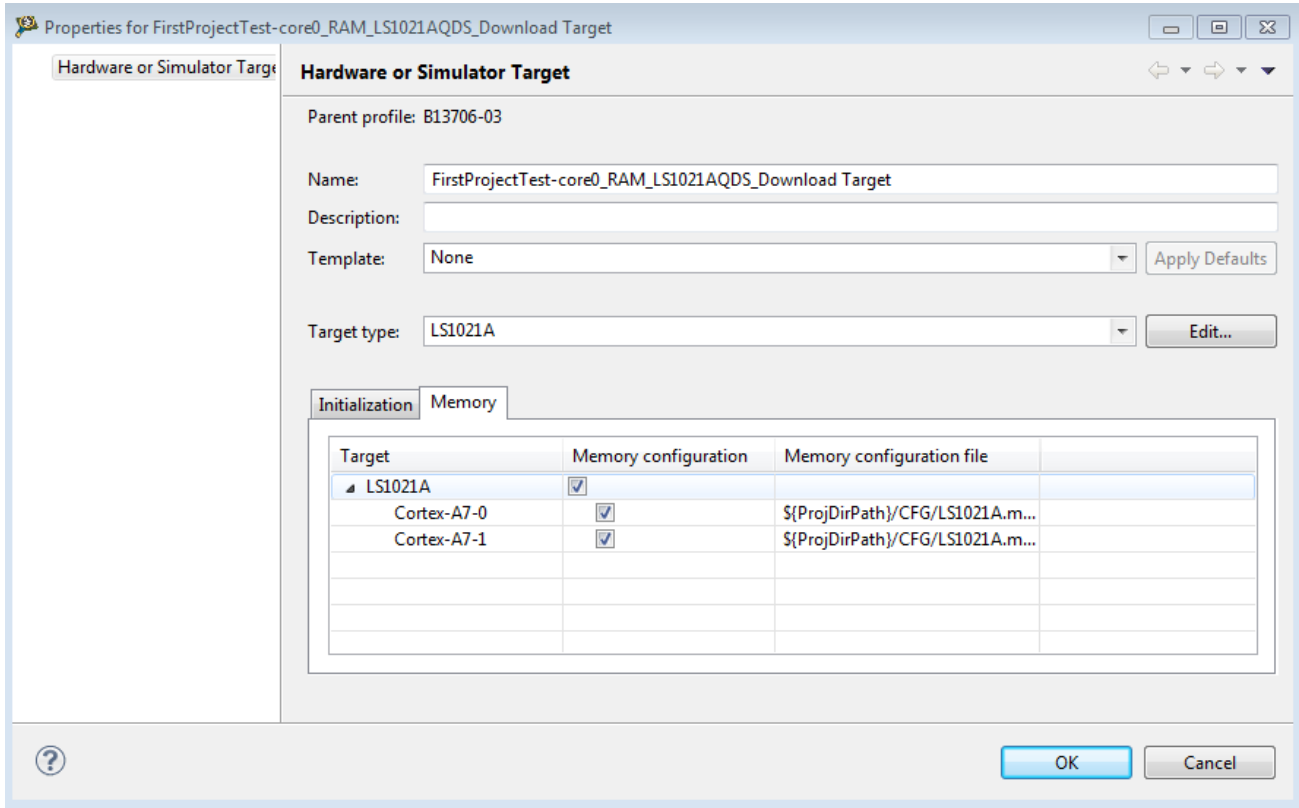 Properties for FirstProjectTest-core0_RAM_LS1021AQDS_Download Target
Hardware or Simulator Targe
Hardware or Simulator Target
Parent profile: B13706-03
Name: FirstProjectTest-core0_RAM_LS1021AQDS_Download Target
Description:
Template: None Apply Defaults
Target type: LS1021A Edit...
Initialization Memory
Target Memory configuration Memory configuration file
LS1021A
Cortex-A7-0 ${ProjDirPath}/CFG/LS1021A.m...
Cortex-A7-1 ${ProjDirPath}/CFG/LS1021A.m...
? OK Cancel